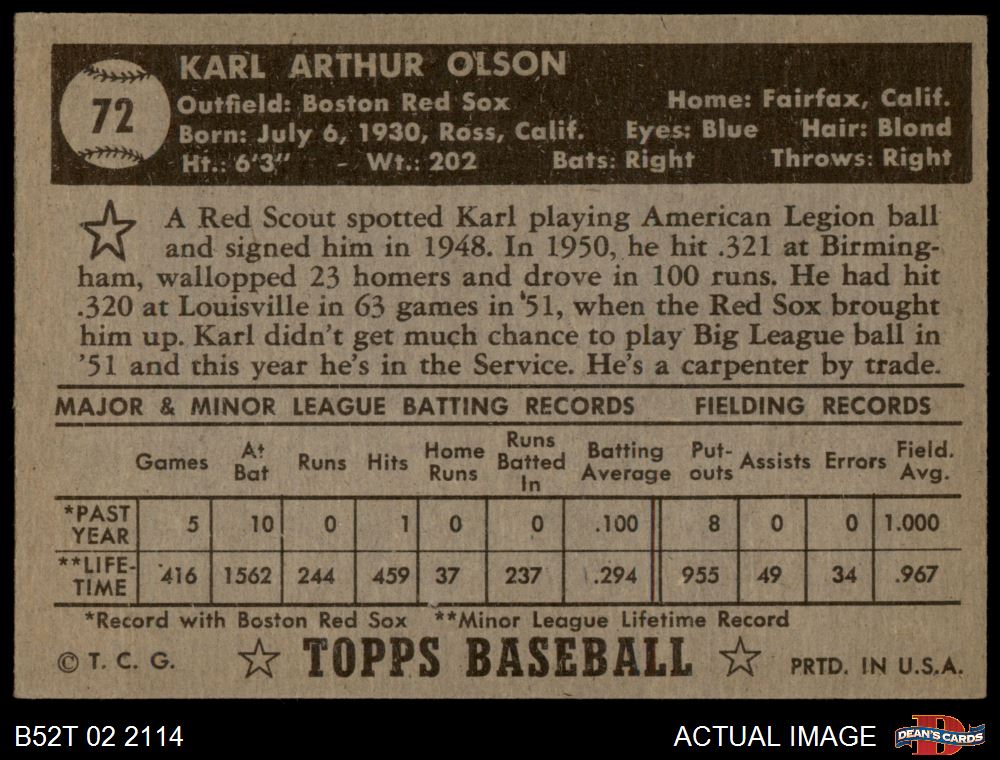 72
KARL ARTHUR OLSON
Outfield: Boston Red Sox Home: Fairfax, Calif.
Born: July 6, 1930, Ross, Calif. Eyes: Blue Hair: Blond
Ht.: 6'3" - Wt.: 202 Bats: Right Throws: Right
A Red Scout spotted Karl playing American Legion ball
and signed him in 1948. In 1950, he hit .321 at Birming-
ham, walloped 23 homers and drove in 100 runs. He had hit
.320 at Louisville in 63 games in '51, when the Red Sox brought
him up. Karl didn't get much chance to play Big League ball in
'51 and this year he's in the Service. He's a carpenter by trade.
MAJOR & MINOR LEAGUE BATTING RECORDS FIELDING RECORDS
Games At Bat Runs Hits Home Runs Runs Batted In Batting Average Put-outs Assists Errors Field. Avg.
*PAST YEAR 5 10 0 1 0 0 .100 8 0 0 1.000
**LIFE-TIME 416 1562 244 459 37 237 .294 955 49 34 .967
*Record with Boston Red Sox **Minor League Lifetime Record
© T. C. G. TOPPS BASEBALL PRTD. IN U.S.A.
B52T 02 2114 ACTUAL IMAGE DEAN'S CARDS